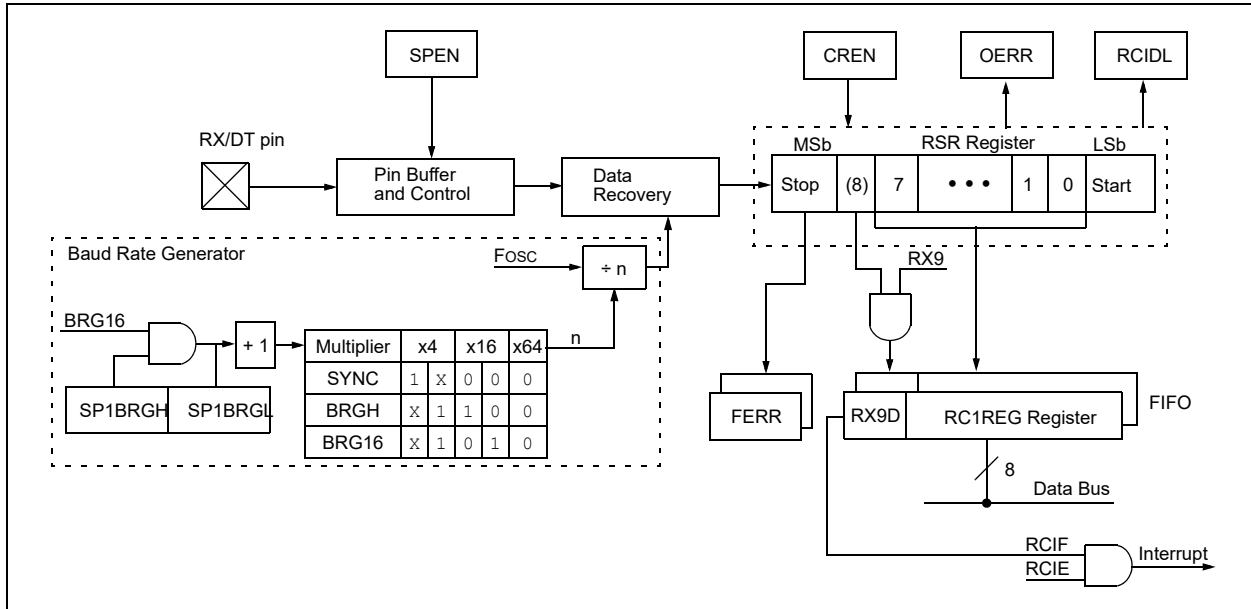 SPEN
CREN
OERR
RCIDL
RX/DT pin
MSb
RSR Register
LSb
Pin Buffer
and Control
Data
Recovery
Stop (8) 7 • • • 1 0 Start
Baud Rate Generator
FOSC
÷ n
RX9
BRG16
+ 1
n
Multiplier x4 x16 x64
SYNC 1 X 0 0 0
BRGH X 1 1 0 0
BRG16 X 1 0 1 0
SP1BRGH SP1BRGL
FERR
RX9D
RC1REG Register
FIFO
8
Data Bus
RCIF
RCIE
Interrupt